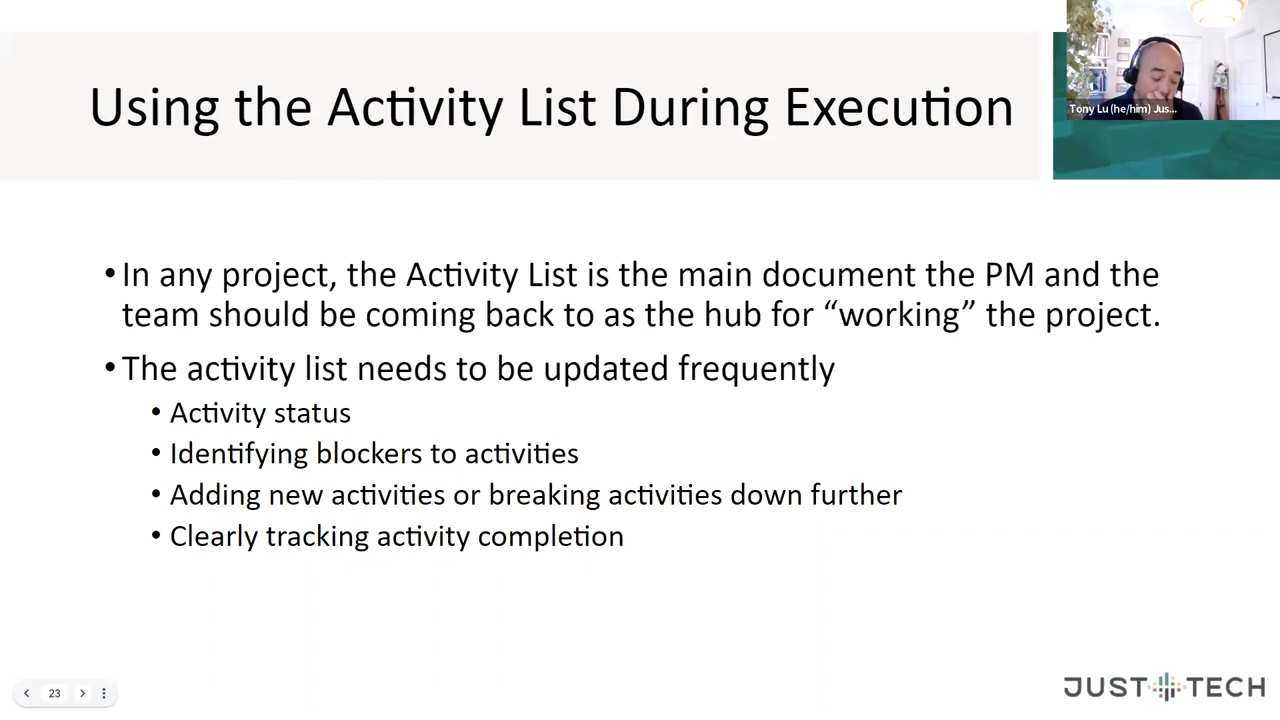 Using the Activity List During Execution
Tony Lu (he/him) Jus...
• In any project, the Activity List is the main document the PM and the
team should be coming back to as the hub for “working” the project.
• The activity list needs to be updated frequently
• Activity status
• Identifying blockers to activities
• Adding new activities or breaking activities down further
• Clearly tracking activity completion
23
JUST TECH